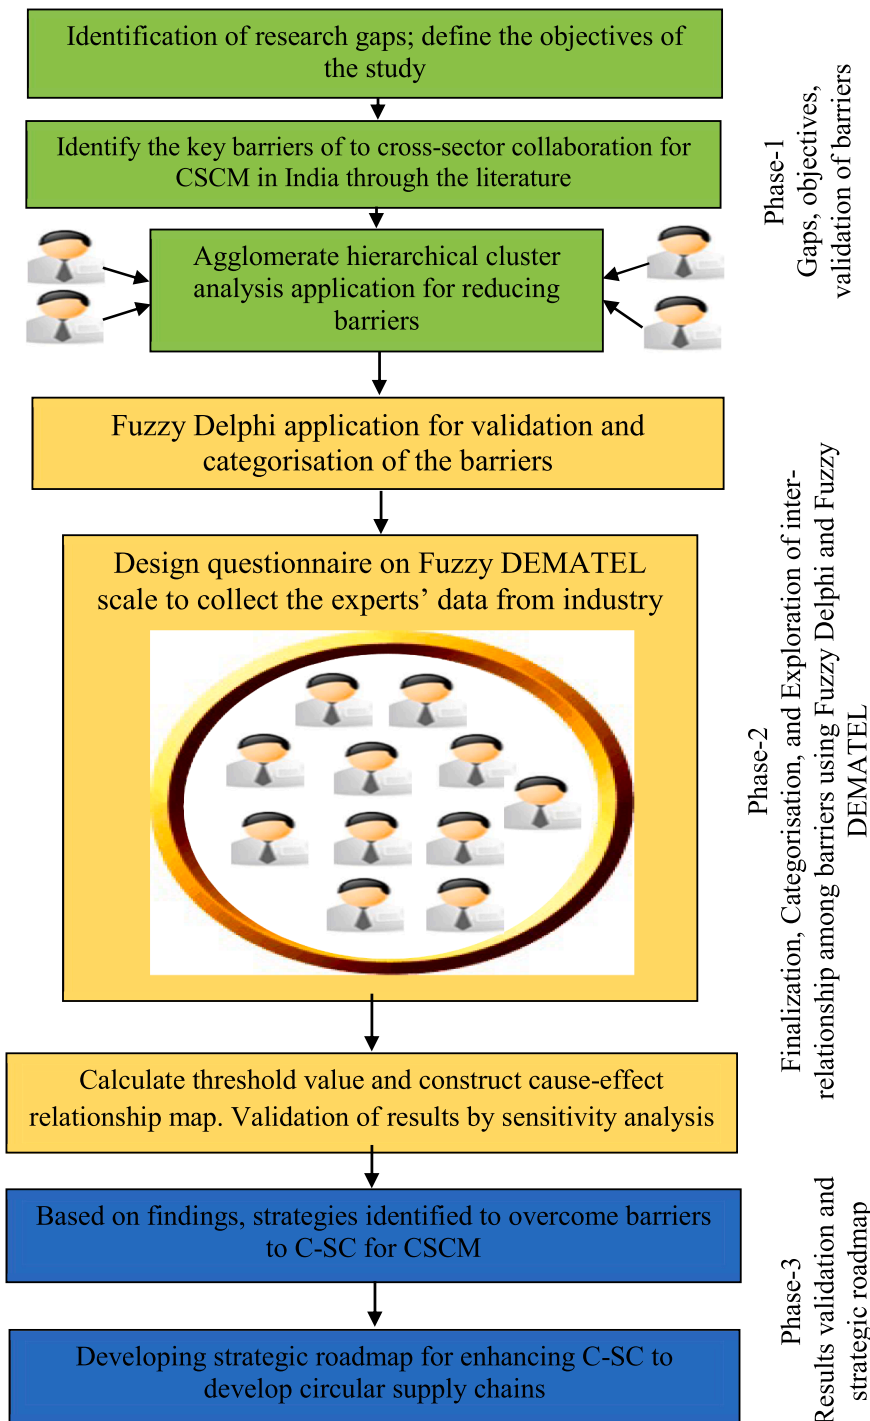 Identification of research gaps; define the objectives of
the study
Identify the key barriers of to cross-sector collaboration for
CSCM in India through the literature
Agglomerate hierarchical cluster
analysis application for reducing
barriers
Phase-1
Gaps, objectives,
validation of barriers
Fuzzy Delphi application for validation and
categorisation of the barriers
Design questionnaire on Fuzzy DEMATEL
scale to collect the experts’ data from industry
Calculate threshold value and construct cause-effect
relationship map. Validation of results by sensitivity analysis
Phase-2
Finalization, Categorisation, and Exploration of inter-
relationship among barriers using Fuzzy Delphi and Fuzzy
DEMATEL
Based on findings, strategies identified to overcome barriers
to C-SC for CSCM
Developing strategic roadmap for enhancing C-SC to
develop circular supply chains
Phase-3
Results validation and
strategic roadmap